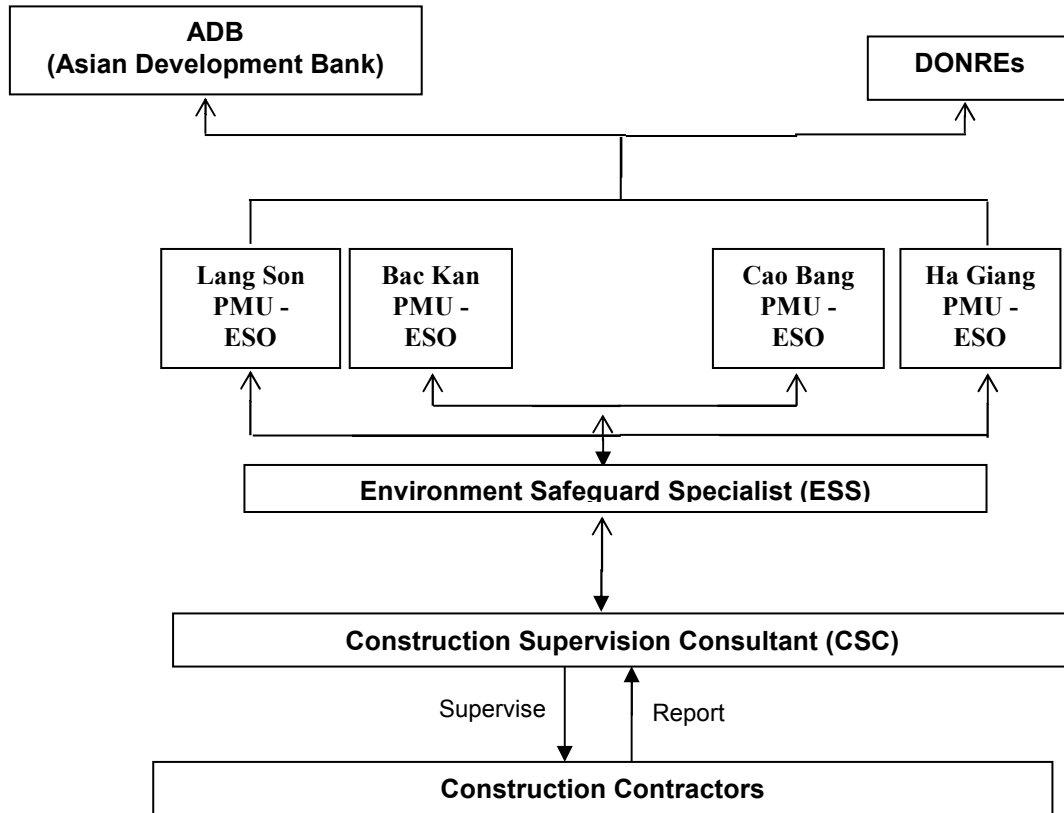 ADB
(Asian Development Bank)
DONREs
Lang Son
PMU -
ESO
Bac Kan
PMU -
ESO
Cao Bang
PMU -
ESO
Ha Giang
PMU -
ESO
Environment Safeguard Specialist (ESS)
Construction Supervision Consultant (CSC)
Supervise
Report
Construction Contractors